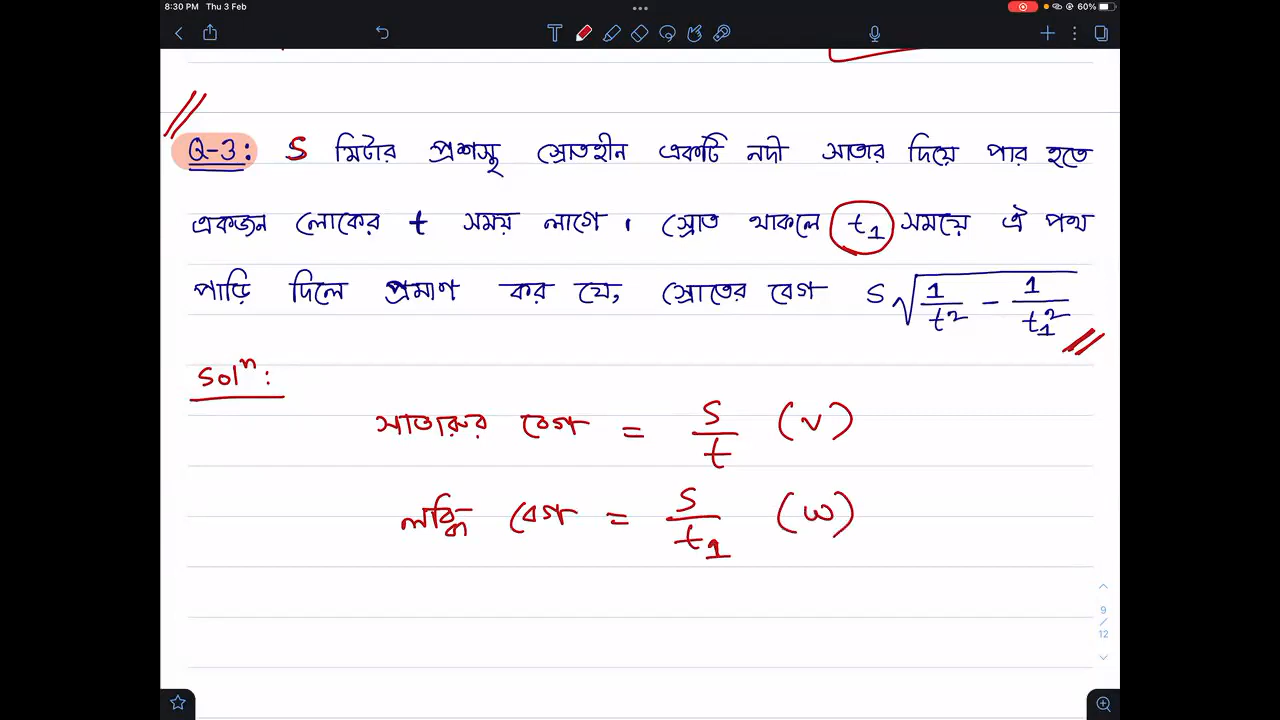 8:30 PM Thu 3 Feb
60%
Q-3: S মিটার প্রশস্থ স্রোতহীন একটি নদী সাতার দিয়ে পার হতে
একজন লোকের t সময় লাগে । স্রোত থাকলে t₁ সময়ে ঐ পথ
পাড়ি দিলে প্রমাণ কর যে, স্রোতের বেগ S√(1/t² − 1/t₁²)
Solⁿ:
সাতারুর বেগ = S/t (v)
লব্ধি বেগ = S/t₁ (w)
9
/
12